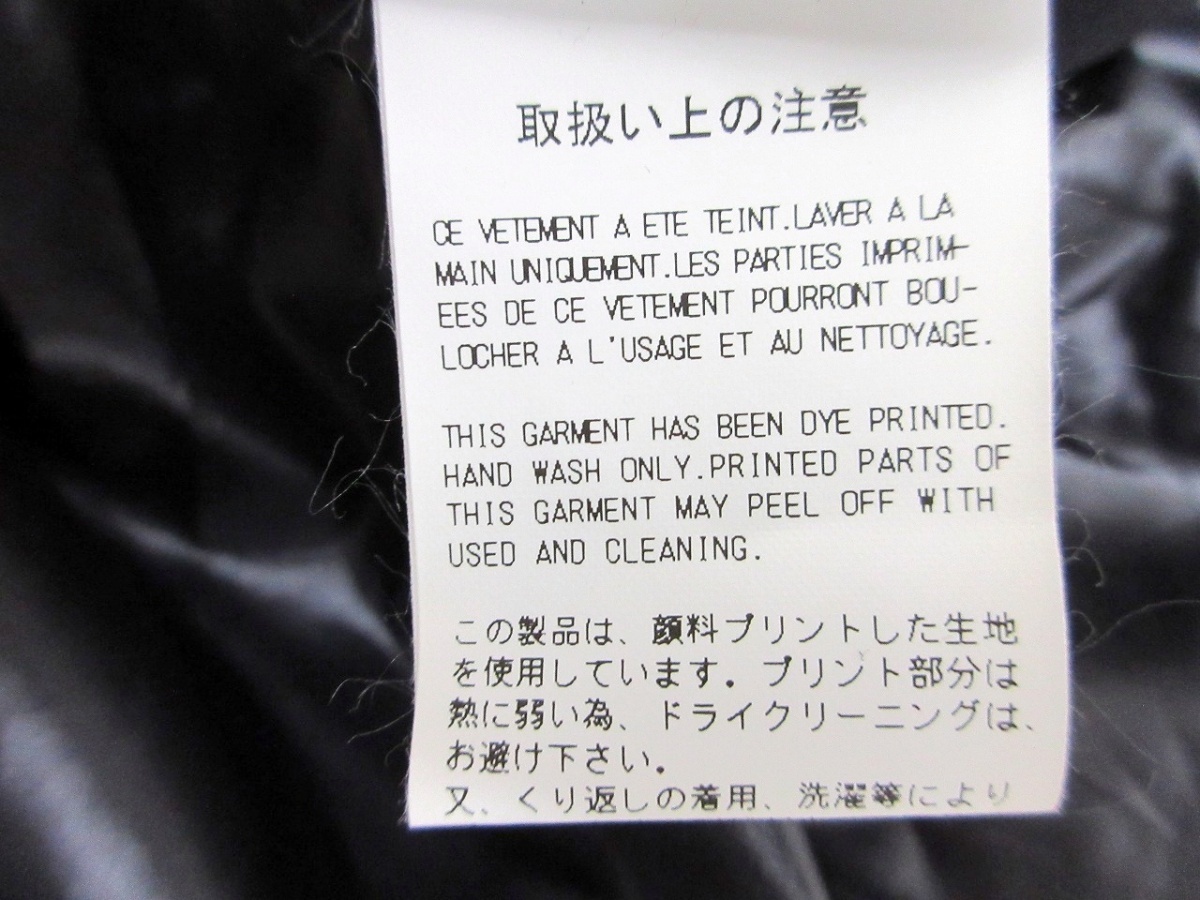 取扱い上の注意
CE VETEMENT A ETE TEINT.LAVER A LA
MAIN UNIQUEMENT.LES PARTIES IMPRIM-
EES DE CE VETEMENT POURRONT BOU-
LOCHER A L'USAGE ET AU NETTOYAGE.
THIS GARMENT HAS BEEN DYE PRINTED.
HAND WASH ONLY.PRINTED PARTS OF
THIS GARMENT MAY PEEL OFF WITH
USED AND CLEANING.
この製品は、顔料プリントした生地
を使用しています。プリント部分は
熱に弱い為、ドライクリーニングは、
お避け下さい。
又、くり返しの着用、洗濯等により